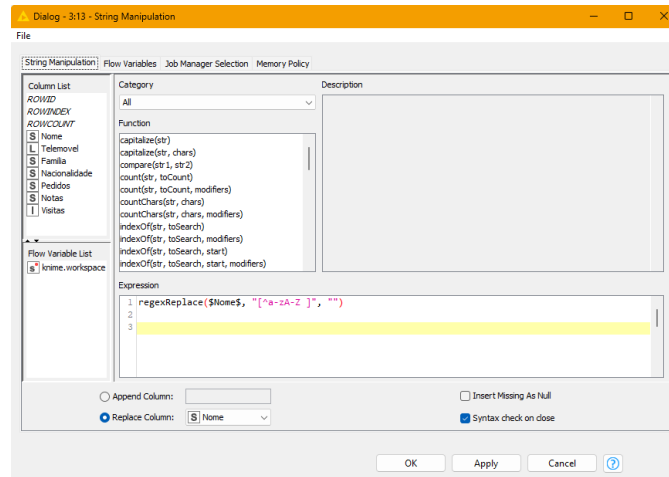 Dialog - 3:13 - String Manipulation
File
String Manipulation Flow Variables Job Manager Selection Memory Policy
Column List
ROWID
ROWINDEX
ROWCOUNT
S Nome
L Telemovel
S Familia
S Nacionalidade
S Pedidos
S Notas
I Visitas
Flow Variable List
s knime.workspace
Category
All
Function
capitalize(str)
capitalize(str, chars)
compare(str1, str2)
count(str, toCount)
count(str, toCount, modifiers)
countChars(str, chars)
countChars(str, chars, modifiers)
indexOf(str, toSearch)
indexOf(str, toSearch, modifiers)
indexOf(str, toSearch, start)
indexOf(str, toSearch, start, modifiers)
Description
Expression
1 regexReplace($Nome$, "[^a-zA-Z ]", "")
2
3
Append Column:
Replace Column: S Nome
Insert Missing As Null
Syntax check on close
OK Apply Cancel ?